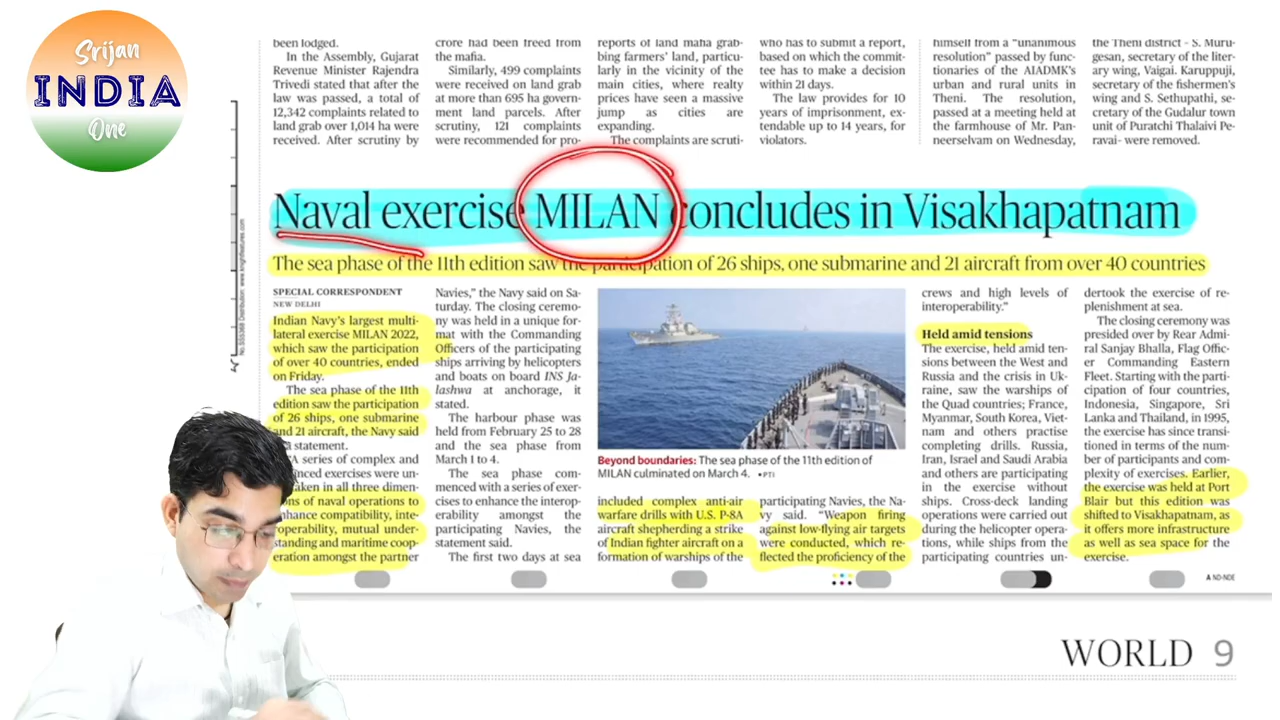 Srijan
INDIA
One
been lodged.
In the Assembly, Gujarat
Revenue Minister Rajendra
Trivedi stated that after the
law was passed, a total of
12,342 complaints related to
land grab over 1,014 ha were
received. After scrutiny by
crore had been freed from
the mafia.
Similarly, 499 complaints
were received on land grab
at more than 695 ha govern-
ment land parcels. After
scrutiny, 121 complaints
were recommended for pro-
reports of land mafia grab-
bing farmers' land, particu-
larly in the vicinity of the
main cities, where realty
prices have seen a massive
jump as cities are
expanding.
The complaints are scruti-
who has to submit a report,
based on which the commit-
tee has to make a decision
within 21 days.
The law provides for 10
years of imprisonment, ex-
tendable up to 14 years, for
violators.
himself from a "unanimous
resolution" passed by func-
tionaries of the AIADMK's
urban and rural units in
Theni. The resolution,
passed at a meeting held at
the farmhouse of Mr. Pan-
neerselvam on Wednesday,
the Theni district - S. Muru-
gesan, secretary of the liter-
ary wing, Vaigai. Karuppuji,
secretary of the fishermen's
wing and S. Sethupathi, se-
cretary of the Gudalur town
unit of Puratchi Thalaivi Pe-
ravai- were removed.
Naval exercise MILAN concludes in Visakhapatnam
The sea phase of the 11th edition saw the participation of 26 ships, one submarine and 21 aircraft from over 40 countries
SPECIAL CORRESPONDENT
NEW DELHI
Indian Navy's largest multi-
lateral exercise MILAN 2022,
which saw the participation
of over 40 countries, ended
on Friday.
The sea phase of the 11th
edition saw the participation
of 26 ships, one submarine
and 21 aircraft, the Navy said
statement.
A series of complex and
were un-
in all three dimen-
of naval operations to
enhance compatibility, inte-
operability, mutual under-
standing and maritime coop-
eration amongst the partner
Navies," the Navy said on Sa-
turday. The closing ceremo-
ny was held in a unique for-
mat with the Commanding
Officers of the participating
ships arriving by helicopters
and boats on board INS Ja-
lashwa at anchorage, it
stated.
The harbour phase was
held from February 25 to 28
and the sea phase from
March 1 to 4.
The sea phase com-
menced with a series of exer-
cises to enhance the interop-
erability amongst the
participating Navies, the
statement said.
The first two days at sea
Beyond boundaries: The sea phase of the 11th edition of
MILAN culminated on March 4. •PTI
included complex anti-air
warfare drills with U.S. P-8A
aircraft shepherding a strike
of Indian fighter aircraft on a
formation of warships of the
participating Navies, the Na-
vy said. "Weapon firing
against low-flying air targets
were conducted, which re-
flected the proficiency of the
crews and high levels of
interoperability."
Held amid tensions
The exercise, held amid ten-
sions between the West and
Russia and the crisis in Uk-
raine, saw the warships of
the Quad countries; France,
Myanmar, South Korea, Viet-
nam and others practise
completing drills. Russia,
Iran, Israel and Saudi Arabia
and others are participating
in the exercise without
ships. Cross-deck landing
operations were carried out
during the helicopter opera-
tions, while ships from the
participating countries un-
dertook the exercise of re-
plenishment at sea.
The closing ceremony was
presided over by Rear Admi-
ral Sanjay Bhalla, Flag Offic-
er Commanding Eastern
Fleet. Starting with the parti-
cipation of four countries,
Indonesia, Singapore, Sri
Lanka and Thailand, in 1995,
the exercise has since transi-
tioned in terms of the num-
ber of participants and com-
plexity of exercises. Earlier,
the exercise was held at Port
Blair but this edition was
shifted to Visakhapatnam, as
it offers more infrastructure
as well as sea space for the
exercise.
A ND-NDE
WORLD 9